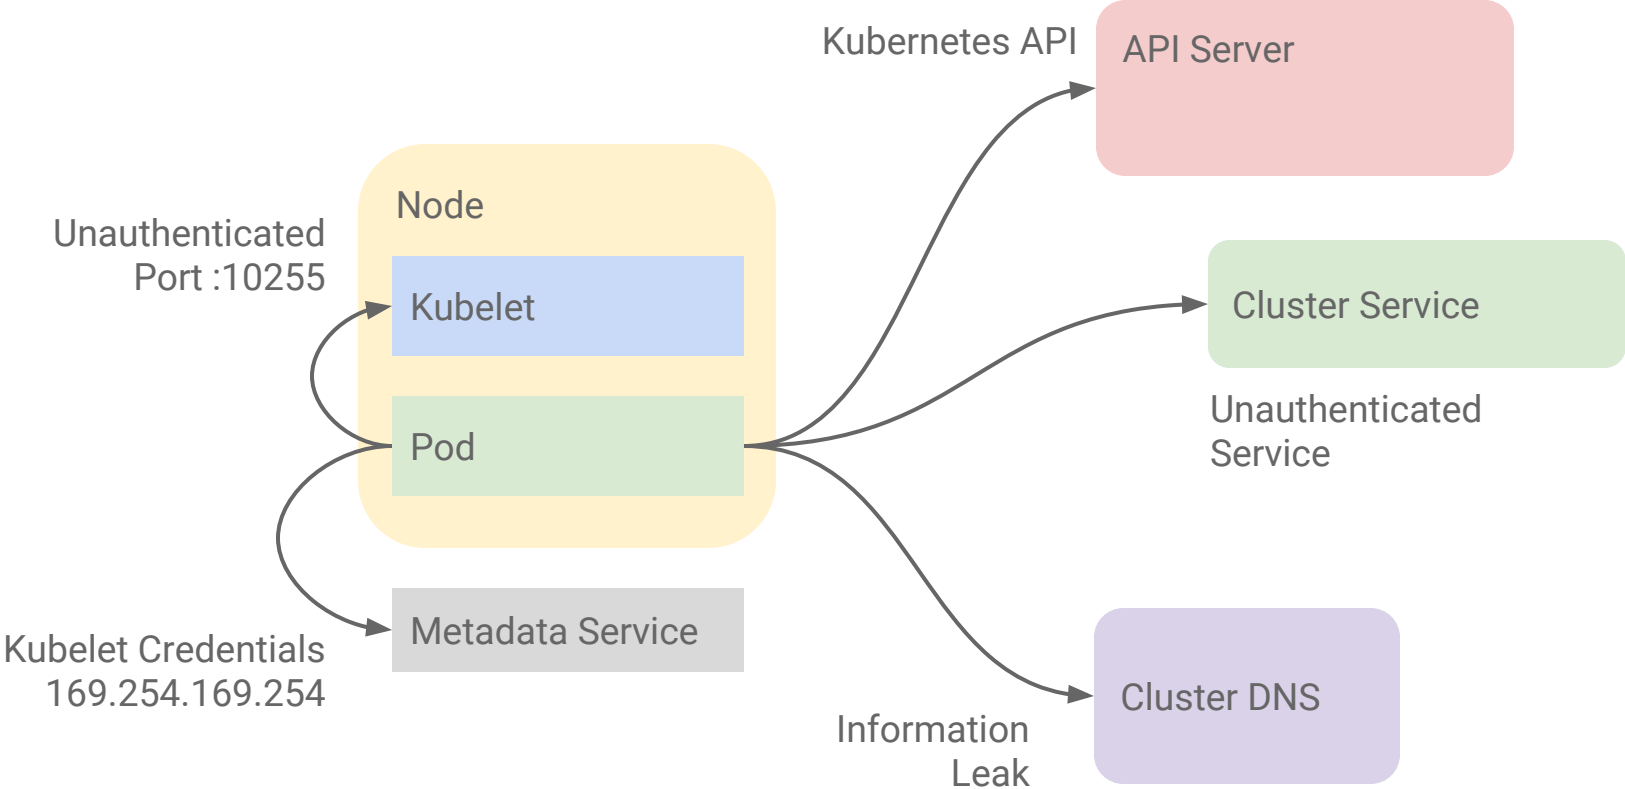 Kubernetes API
API Server
Node
Unauthenticated
Port :10255
Kubelet
Cluster Service
Unauthenticated
Service
Pod
Metadata Service
Kubelet Credentials
169.254.169.254
Cluster DNS
Information
Leak